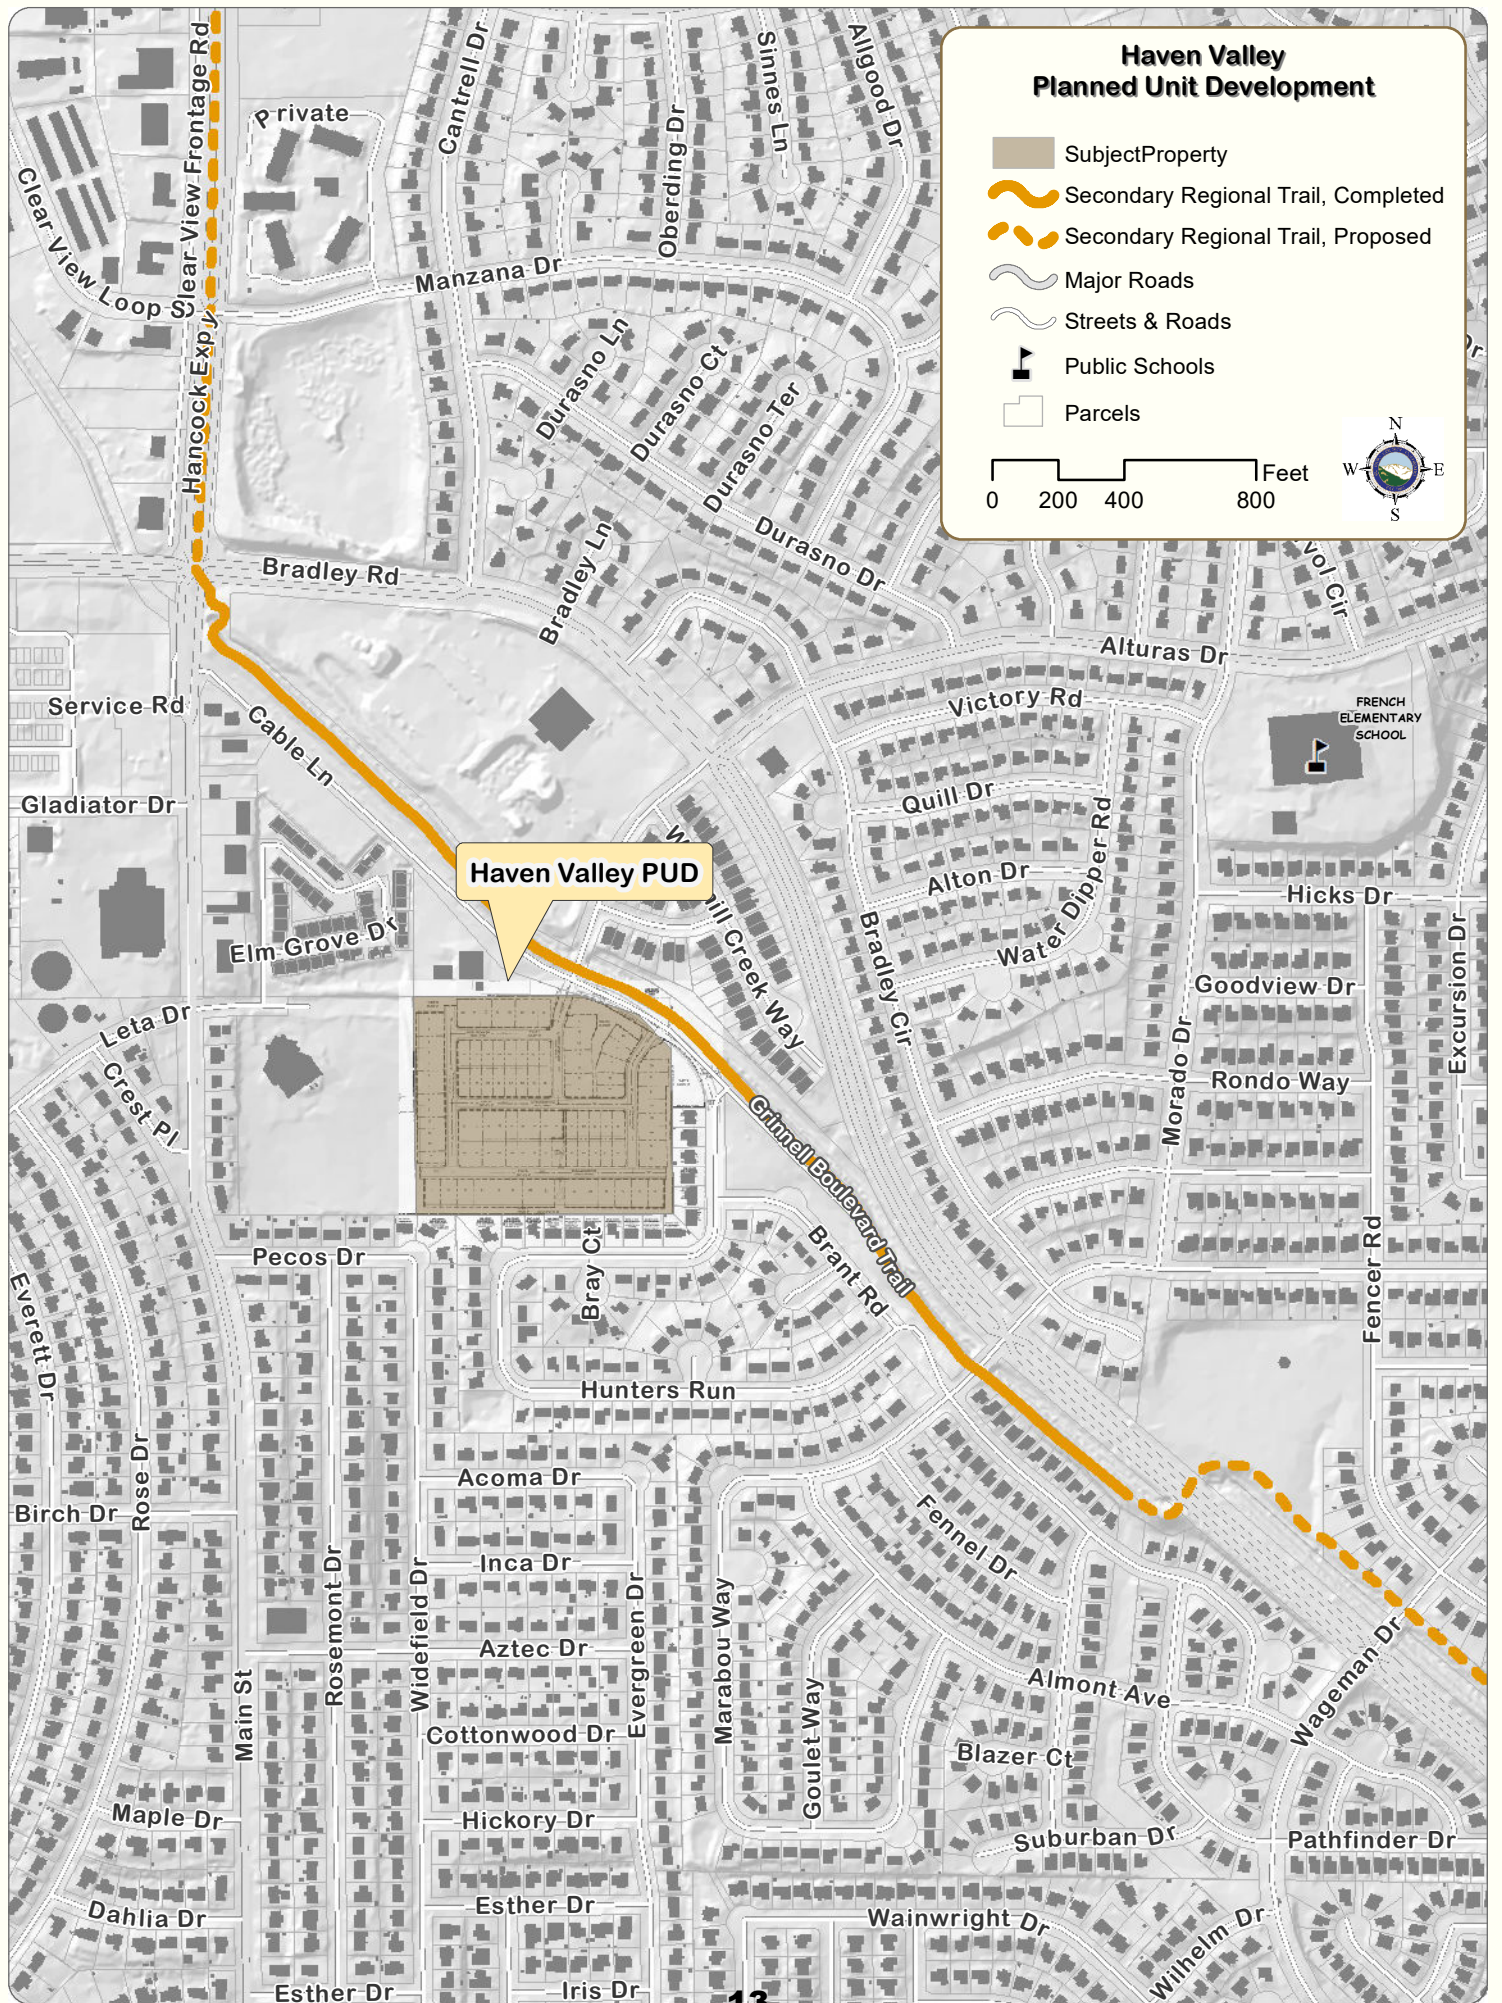 Haven Valley
Planned Unit Development
SubjectProperty
Secondary Regional Trail, Completed
Secondary Regional Trail, Proposed
Major Roads
Streets & Roads
Public Schools
Parcels
Feet
0 200 400 800
N
W E
S
Clear View Frontage Rd
Private
Cantrell Dr
Sinnes Ln
Allgood Dr
Oberding Dr
Clear View Loop
Manzana Dr
Hancock Expy
Durasno Ln
Durasno Ct
Durasno Ter
Durasno Dr
Bradley Rd
Bradley Ln
vol Cir
Dr
Alturas Dr
Victory Rd
FRENCH
ELEMENTARY
SCHOOL
Service Rd
Cable Ln
Gladiator Dr
Quill Dr
Haven Valley PUD
Alton Dr
Water Dipper Rd
Hicks Dr
Elm Grove Dr
ill Creek Way
Bradley Cir
Goodview Dr
Excursion Dr
Leta Dr
Crest Pl
Morado Dr
Rondo Way
Grinnell Boulevard Trail
Pecos Dr
Bray Ct
Brant Rd
Fencer Rd
Everett Dr
Hunters Run
Acoma Dr
Rose Dr
Birch Dr
Fennel Dr
Inca Dr
Rosemont Dr
Widefield Dr
Evergreen Dr
Marabou Way
Aztec Dr
Main St
Almont Ave
Wageman Dr
Goulet Way
Cottonwood Dr
Blazer Ct
Maple Dr
Hickory Dr
Suburban Dr
Pathfinder Dr
Dahlia Dr
Esther Dr
Wainwright Dr
Wilhelm Dr
Esther Dr
Iris Dr
13